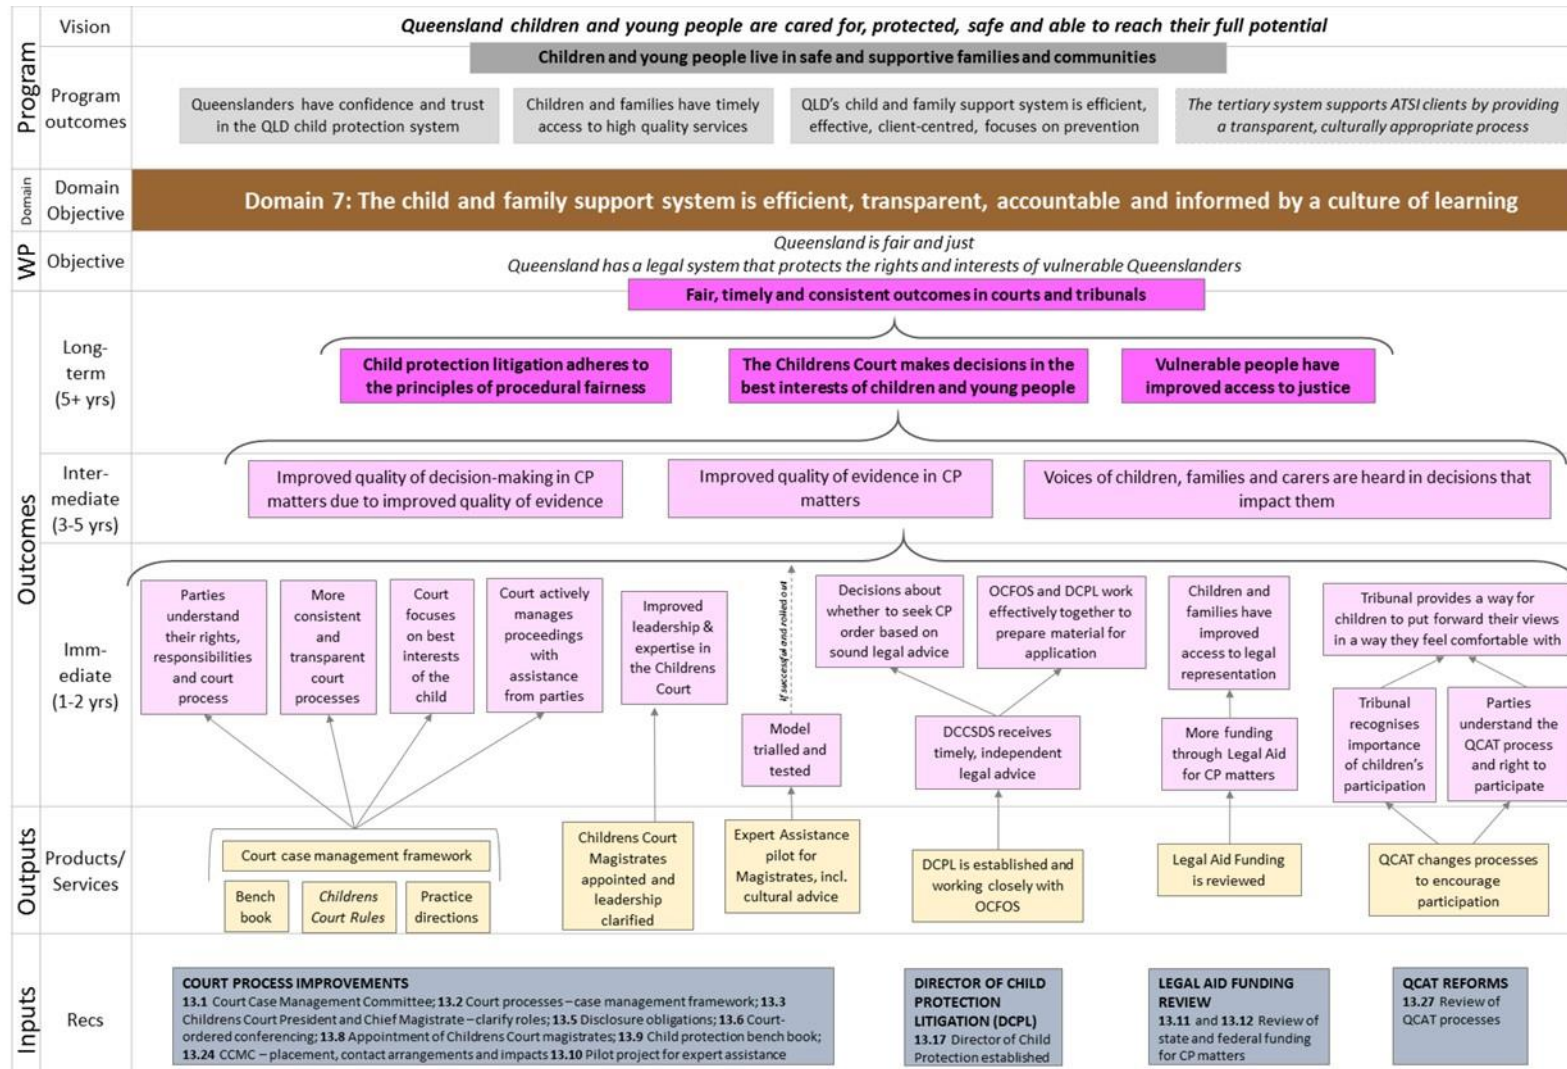 Program
Vision
Queensland children and young people are cared for, protected, safe and able to reach their full potential
Children and young people live in safe and supportive families and communities
Program
outcomes
Queenslanders have confidence and trust
in the QLD child protection system
Children and families have timely
access to high quality services
QLD's child and family support system is efficient,
effective, client-centred, focuses on prevention
The tertiary system supports ATSI clients by providing
a transparent, culturally appropriate process
Domain
Domain
Objective
Domain 7: The child and family support system is efficient, transparent, accountable and informed by a culture of learning
WP
Objective
Queensland is fair and just
Queensland has a legal system that protects the rights and interests of vulnerable Queenslanders
Fair, timely and consistent outcomes in courts and tribunals
Outcomes
Long-
term
(5+ yrs)
Child protection litigation adheres to
the principles of procedural fairness
The Childrens Court makes decisions in the
best interests of children and young people
Vulnerable people have
improved access to justice
Inter-
mediate
(3-5 yrs)
Improved quality of decision-making in CP
matters due to improved quality of evidence
Improved quality of evidence in CP
matters
Voices of children, families and carers are heard in decisions that
impact them
Imm-
ediate
(1-2 yrs)
Parties
understand
their rights,
responsibilities
and court
process
More
consistent
and
transparent
court
processes
Court
focuses
on best
interests
of the
child
Court actively
manages
proceedings
with
assistance
from parties
Improved
leadership &
expertise in
the Childrens
Court
if successful and rolled out
Model
trialled and
tested
Decisions about
whether to seek CP
order based on
sound legal advice
OCFOS and DCPL work
effectively together to
prepare material for
application
DCCSDS receives
timely, independent
legal advice
Children and
families have
improved
access to legal
representation
More funding
through Legal Aid
for CP matters
Tribunal provides a way for
children to put forward their views
in a way they feel comfortable with
Tribunal
recognises
importance
of children's
participation
Parties
understand the
QCAT process
and right to
participate
Outputs
Products/
Services
Court case management framework
Bench
book
Childrens
Court Rules
Practice
directions
Childrens Court
Magistrates
appointed and
leadership
clarified
Expert Assistance
pilot for
Magistrates, incl.
cultural advice
DCPL is established and
working closely with
OCFOS
Legal Aid Funding
is reviewed
QCAT changes processes
to encourage
participation
Inputs
Recs
COURT PROCESS IMPROVEMENTS
13.1 Court Case Management Committee; 13.2 Court processes – case management framework; 13.3
Childrens Court President and Chief Magistrate – clarify roles; 13.5 Disclosure obligations; 13.6 Court-
ordered conferencing; 13.8 Appointment of Childrens Court magistrates; 13.9 Child protection bench book;
13.24 CCMC – placement, contact arrangements and impacts 13.10 Pilot project for expert assistance
DIRECTOR OF CHILD
PROTECTION
LITIGATION (DCPL)
13.17 Director of Child
Protection established
LEGAL AID FUNDING
REVIEW
13.11 and 13.12 Review of
state and federal funding
for CP matters
QCAT REFORMS
13.27 Review of
QCAT processes